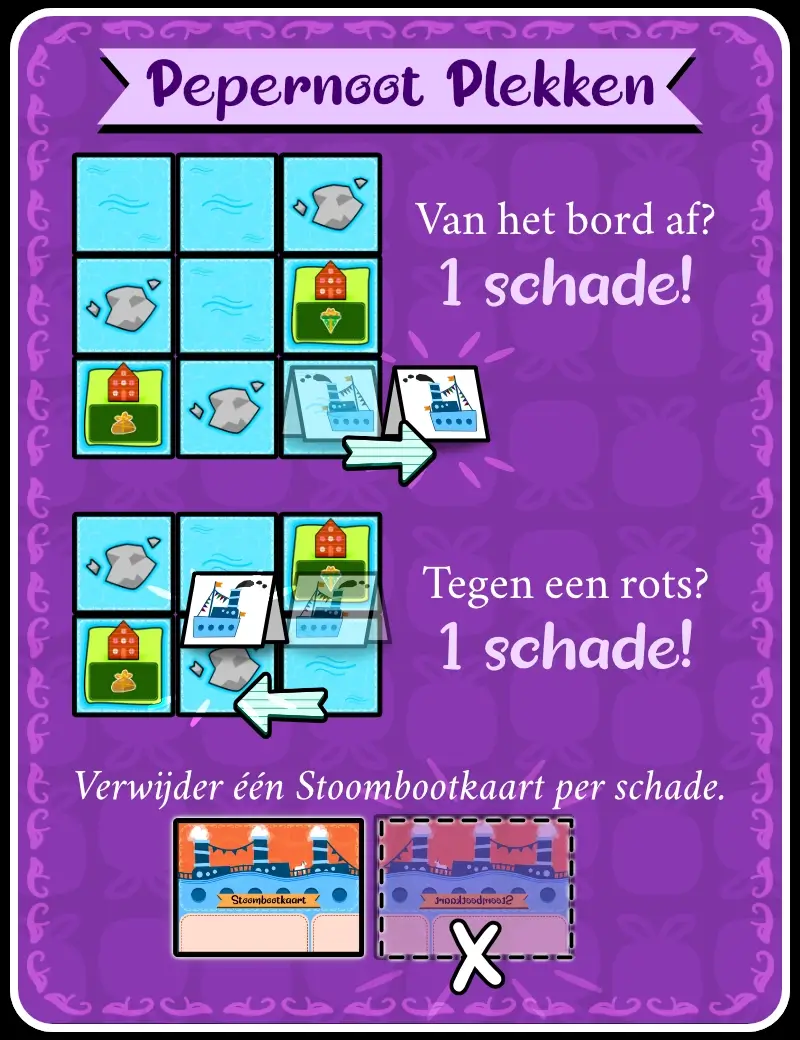 Pepernoot Plekken
Van het bord af?
1 schade!
Tegen een rots?
1 schade!
Verwijder één Stoombootkaart per schade.
Stoombootkaart
Stoombootkaart